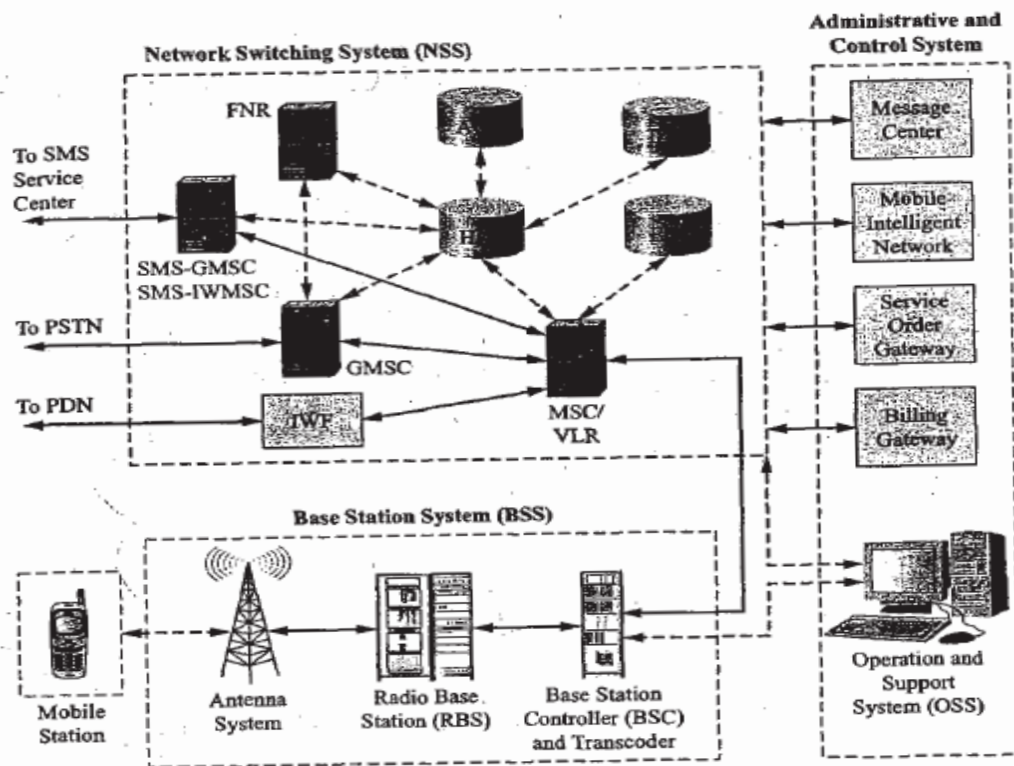 Administrative and
Control System
Network Switching System (NSS)
FNR
To SMS
Service
Center
SMS-GMSC
SMS-IWMSC
To PSTN
GMSC
To PDN
IWF
MSC/
VLR
Message
Center
Mobile
Intelligent
Network
Service
Order
Gateway
Billing
Gateway
Base Station System (BSS)
Mobile
Station
Antenna
System
Radio Base
Station (RBS)
Base Station
Controller (BSC)
and Transcoder
Operation and
Support
System (OSS)